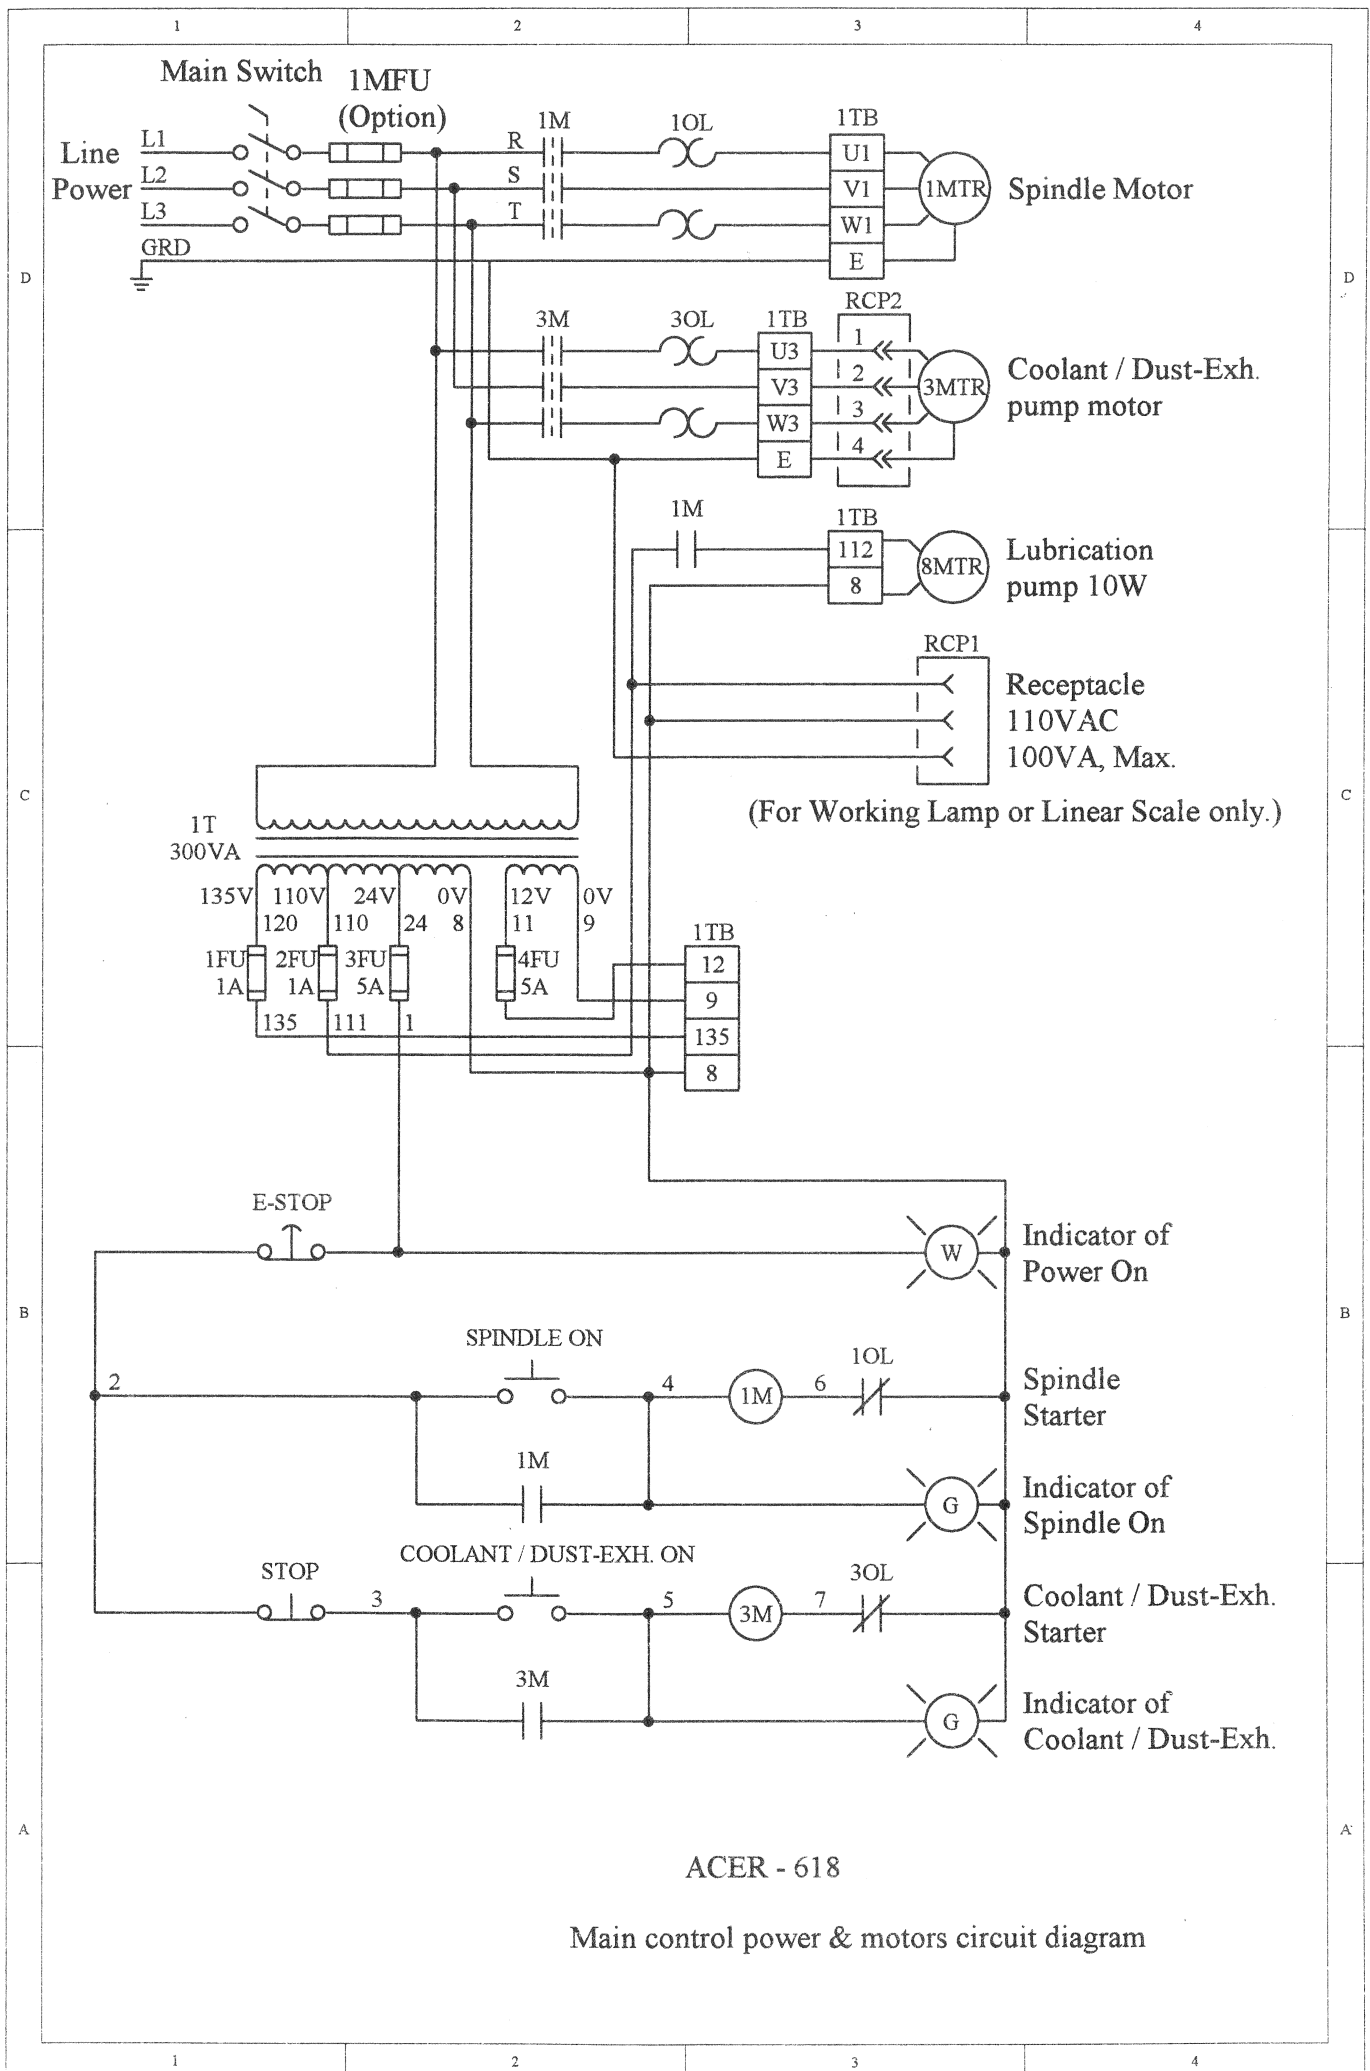 1 2 3 4
Main Switch
1MFU
(Option)
1M 1OL 1TB
Line
Power
L1 R U1
L2 S V1 1MTR Spindle Motor
L3 T W1
GRD E
D D
RCP2
3M 3OL 1TB
U3 1
V3 2 3MTR Coolant / Dust-Exh.
pump motor
W3 3
E 4
1M 1TB
112 8MTR Lubrication
8 pump 10W
RCP1
Receptacle
110VAC
100VA, Max.
C C
(For Working Lamp or Linear Scale only.)
1T
300VA
135V 110V 24V 0V 12V 0V
120 110 24 8 11 9
1TB
1FU 2FU 3FU 4FU 12
1A 1A 5A 5A
9
135 111 1 135
8
E-STOP
W Indicator of
Power On
B B
SPINDLE ON
2 4 1M 6 1OL Spindle
Starter
1M
G Indicator of
Spindle On
COOLANT / DUST-EXH. ON
STOP 3 5 3M 7 3OL Coolant / Dust-Exh.
Starter
3M
G Indicator of
Coolant / Dust-Exh.
A A
ACER - 618
Main control power & motors circuit diagram
1 2 3 4